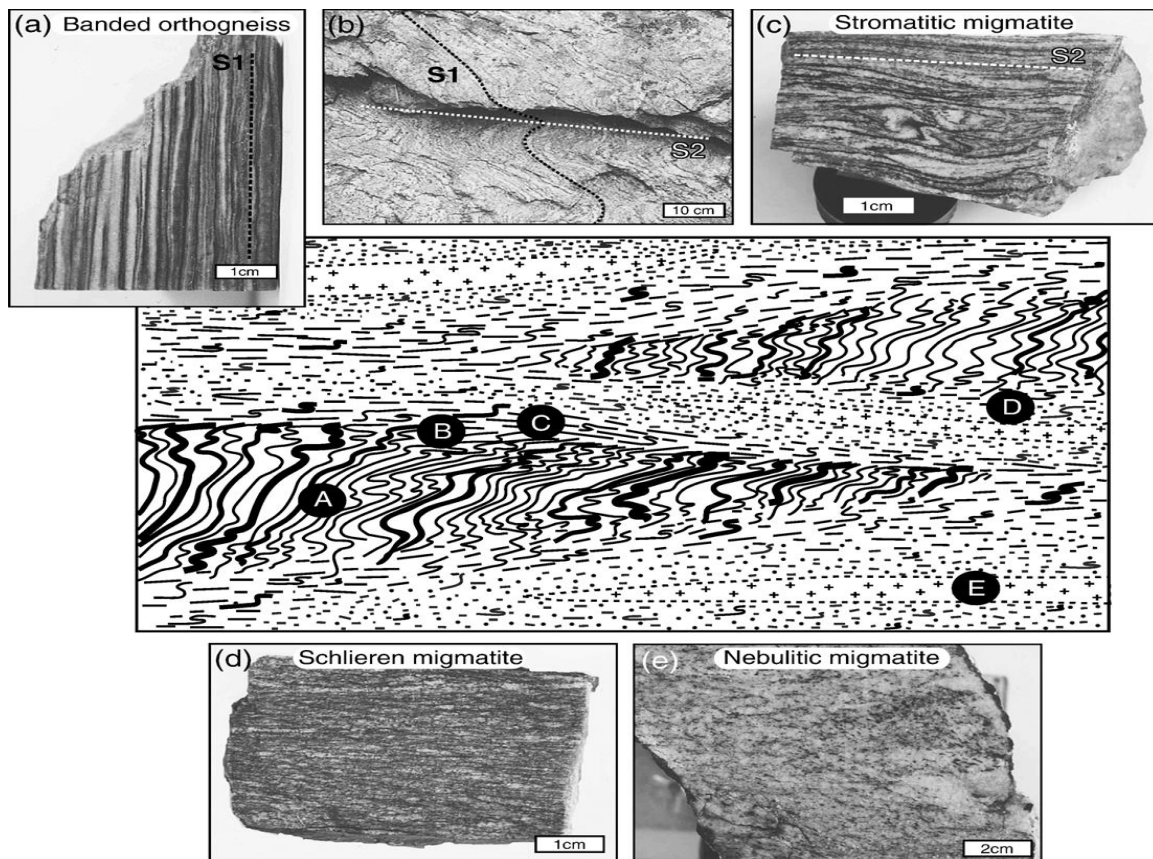 (a) Banded orthogneiss
S1
1cm
(b)
S1
S2
10 cm
(c) Stromatitic migmatite
S2
1cm
A
B
C
D
E
(d) Schlieren migmatite
1cm
(e) Nebulitic migmatite
2cm